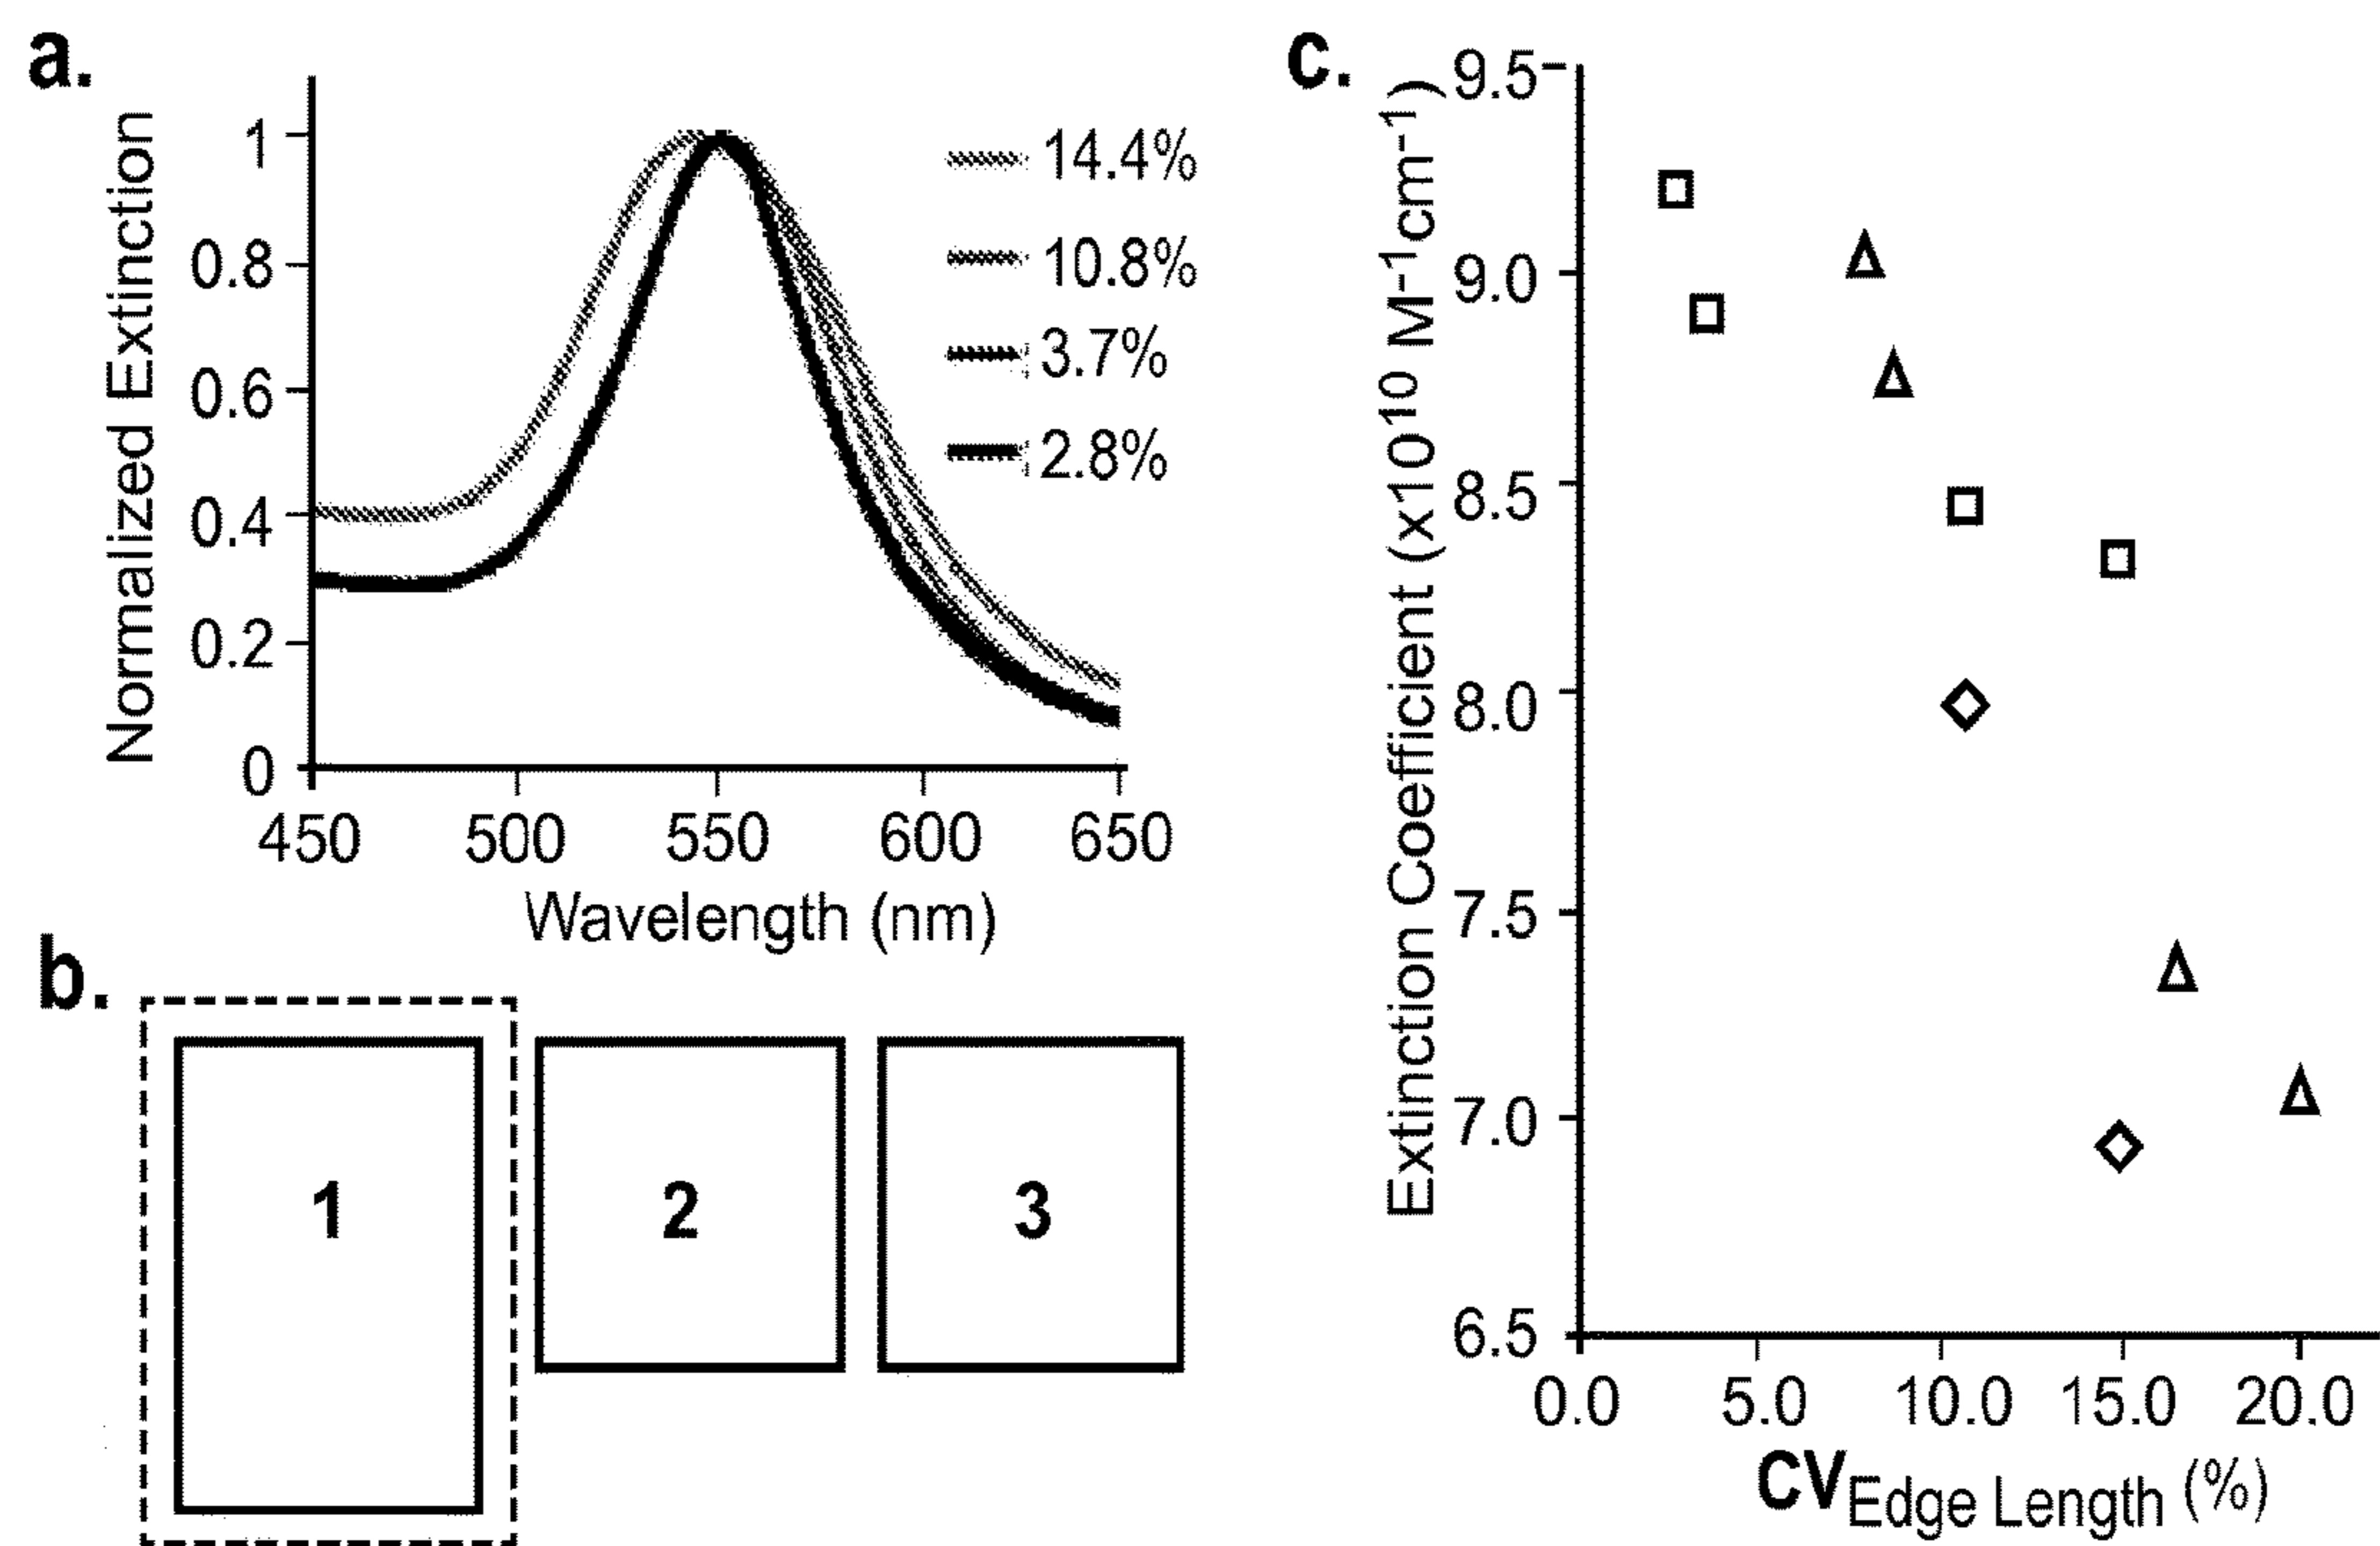 a.
Normalized Extinction
1
0.8
0.6
0.4
0.2
0
450 500 550 600 650
Wavelength (nm)
14.4%
10.8%
3.7%
2.8%
b.
1 2 3
c.
Extinction Coefficient (x10¹⁰ M⁻¹cm⁻¹)
9.5
9.0
8.5
8.0
7.5
7.0
6.5
0.0 5.0 10.0 15.0 20.0
CV Edge Length (%)